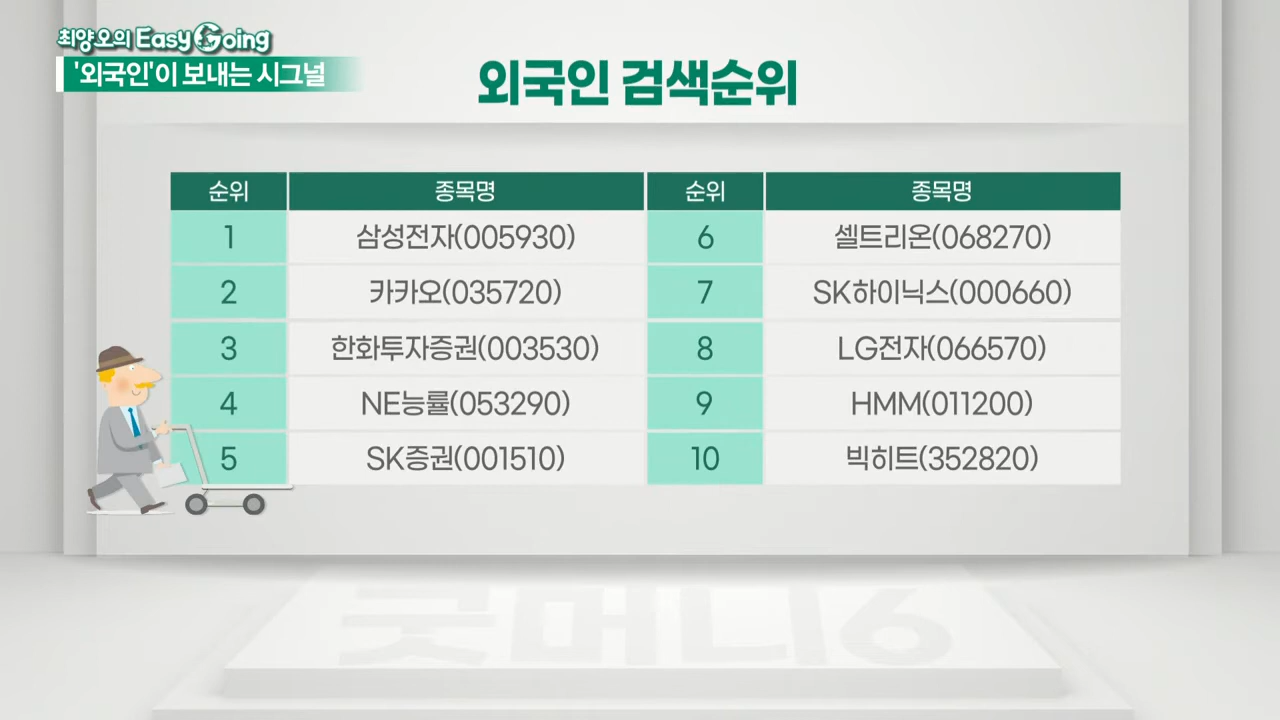 최양오의 Easy Going
'외국인'이 보내는 시그널
외국인 검색순위
순위 종목명 순위 종목명
1 삼성전자(005930) 6 셀트리온(068270)
2 카카오(035720) 7 SK하이닉스(000660)
3 한화투자증권(003530) 8 LG전자(066570)
4 NE능률(053290) 9 HMM(011200)
5 SK증권(001510) 10 빅히트(352820)
굿머니6